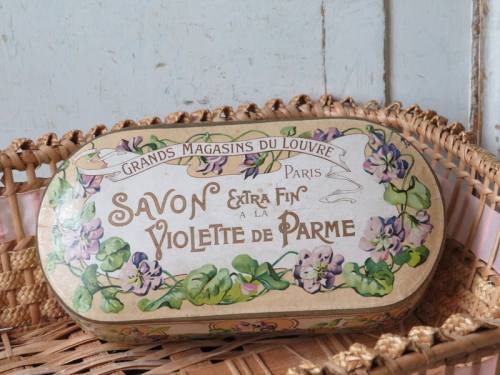 GRANDS MAGASINS DU LOUVRE
PARIS
SAVON EXTRA FIN
A LA
VIOLETTE DE PARME